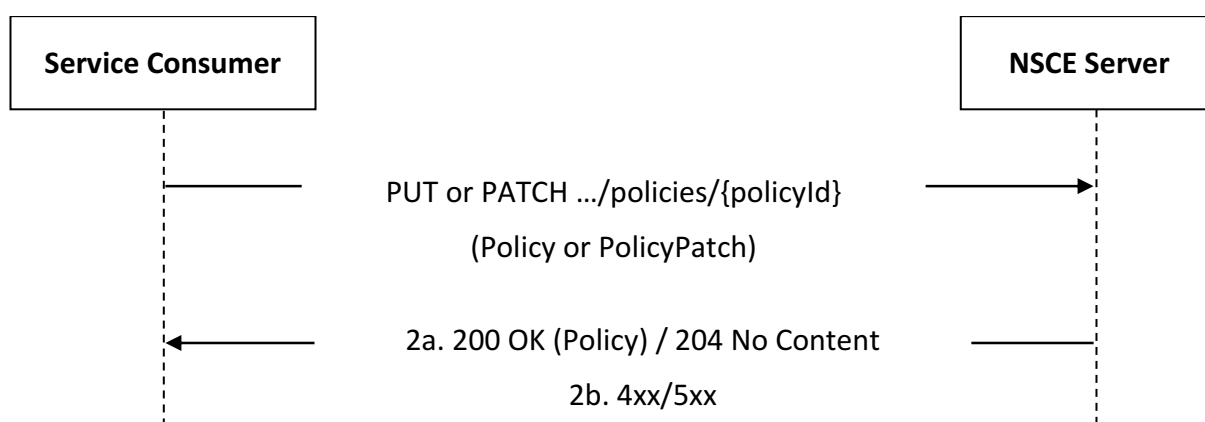 Service Consumer
NSCE Server
PUT or PATCH …/policies/{policyId}
(Policy or PolicyPatch)
2a. 200 OK (Policy) / 204 No Content
2b. 4xx/5xx